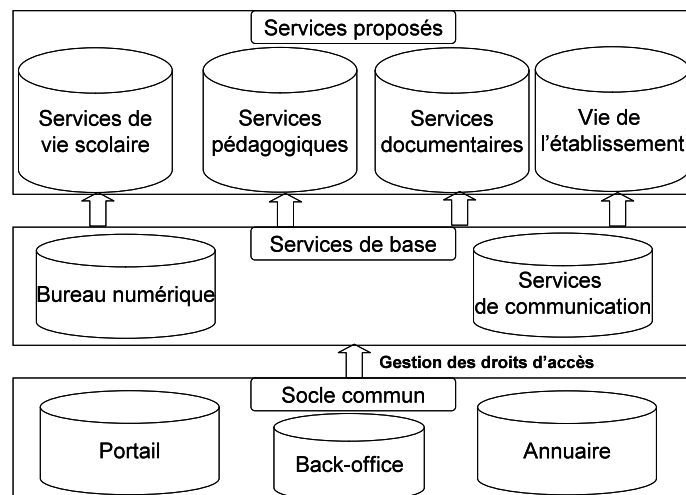 Services proposés
Services de
vie scolaire
Services
pédagogiques
Services
documentaires
Vie de
l'établissement
Services de base
Bureau numérique
Services
de communication
Gestion des droits d'accès
Socle commun
Portail
Back-office
Annuaire